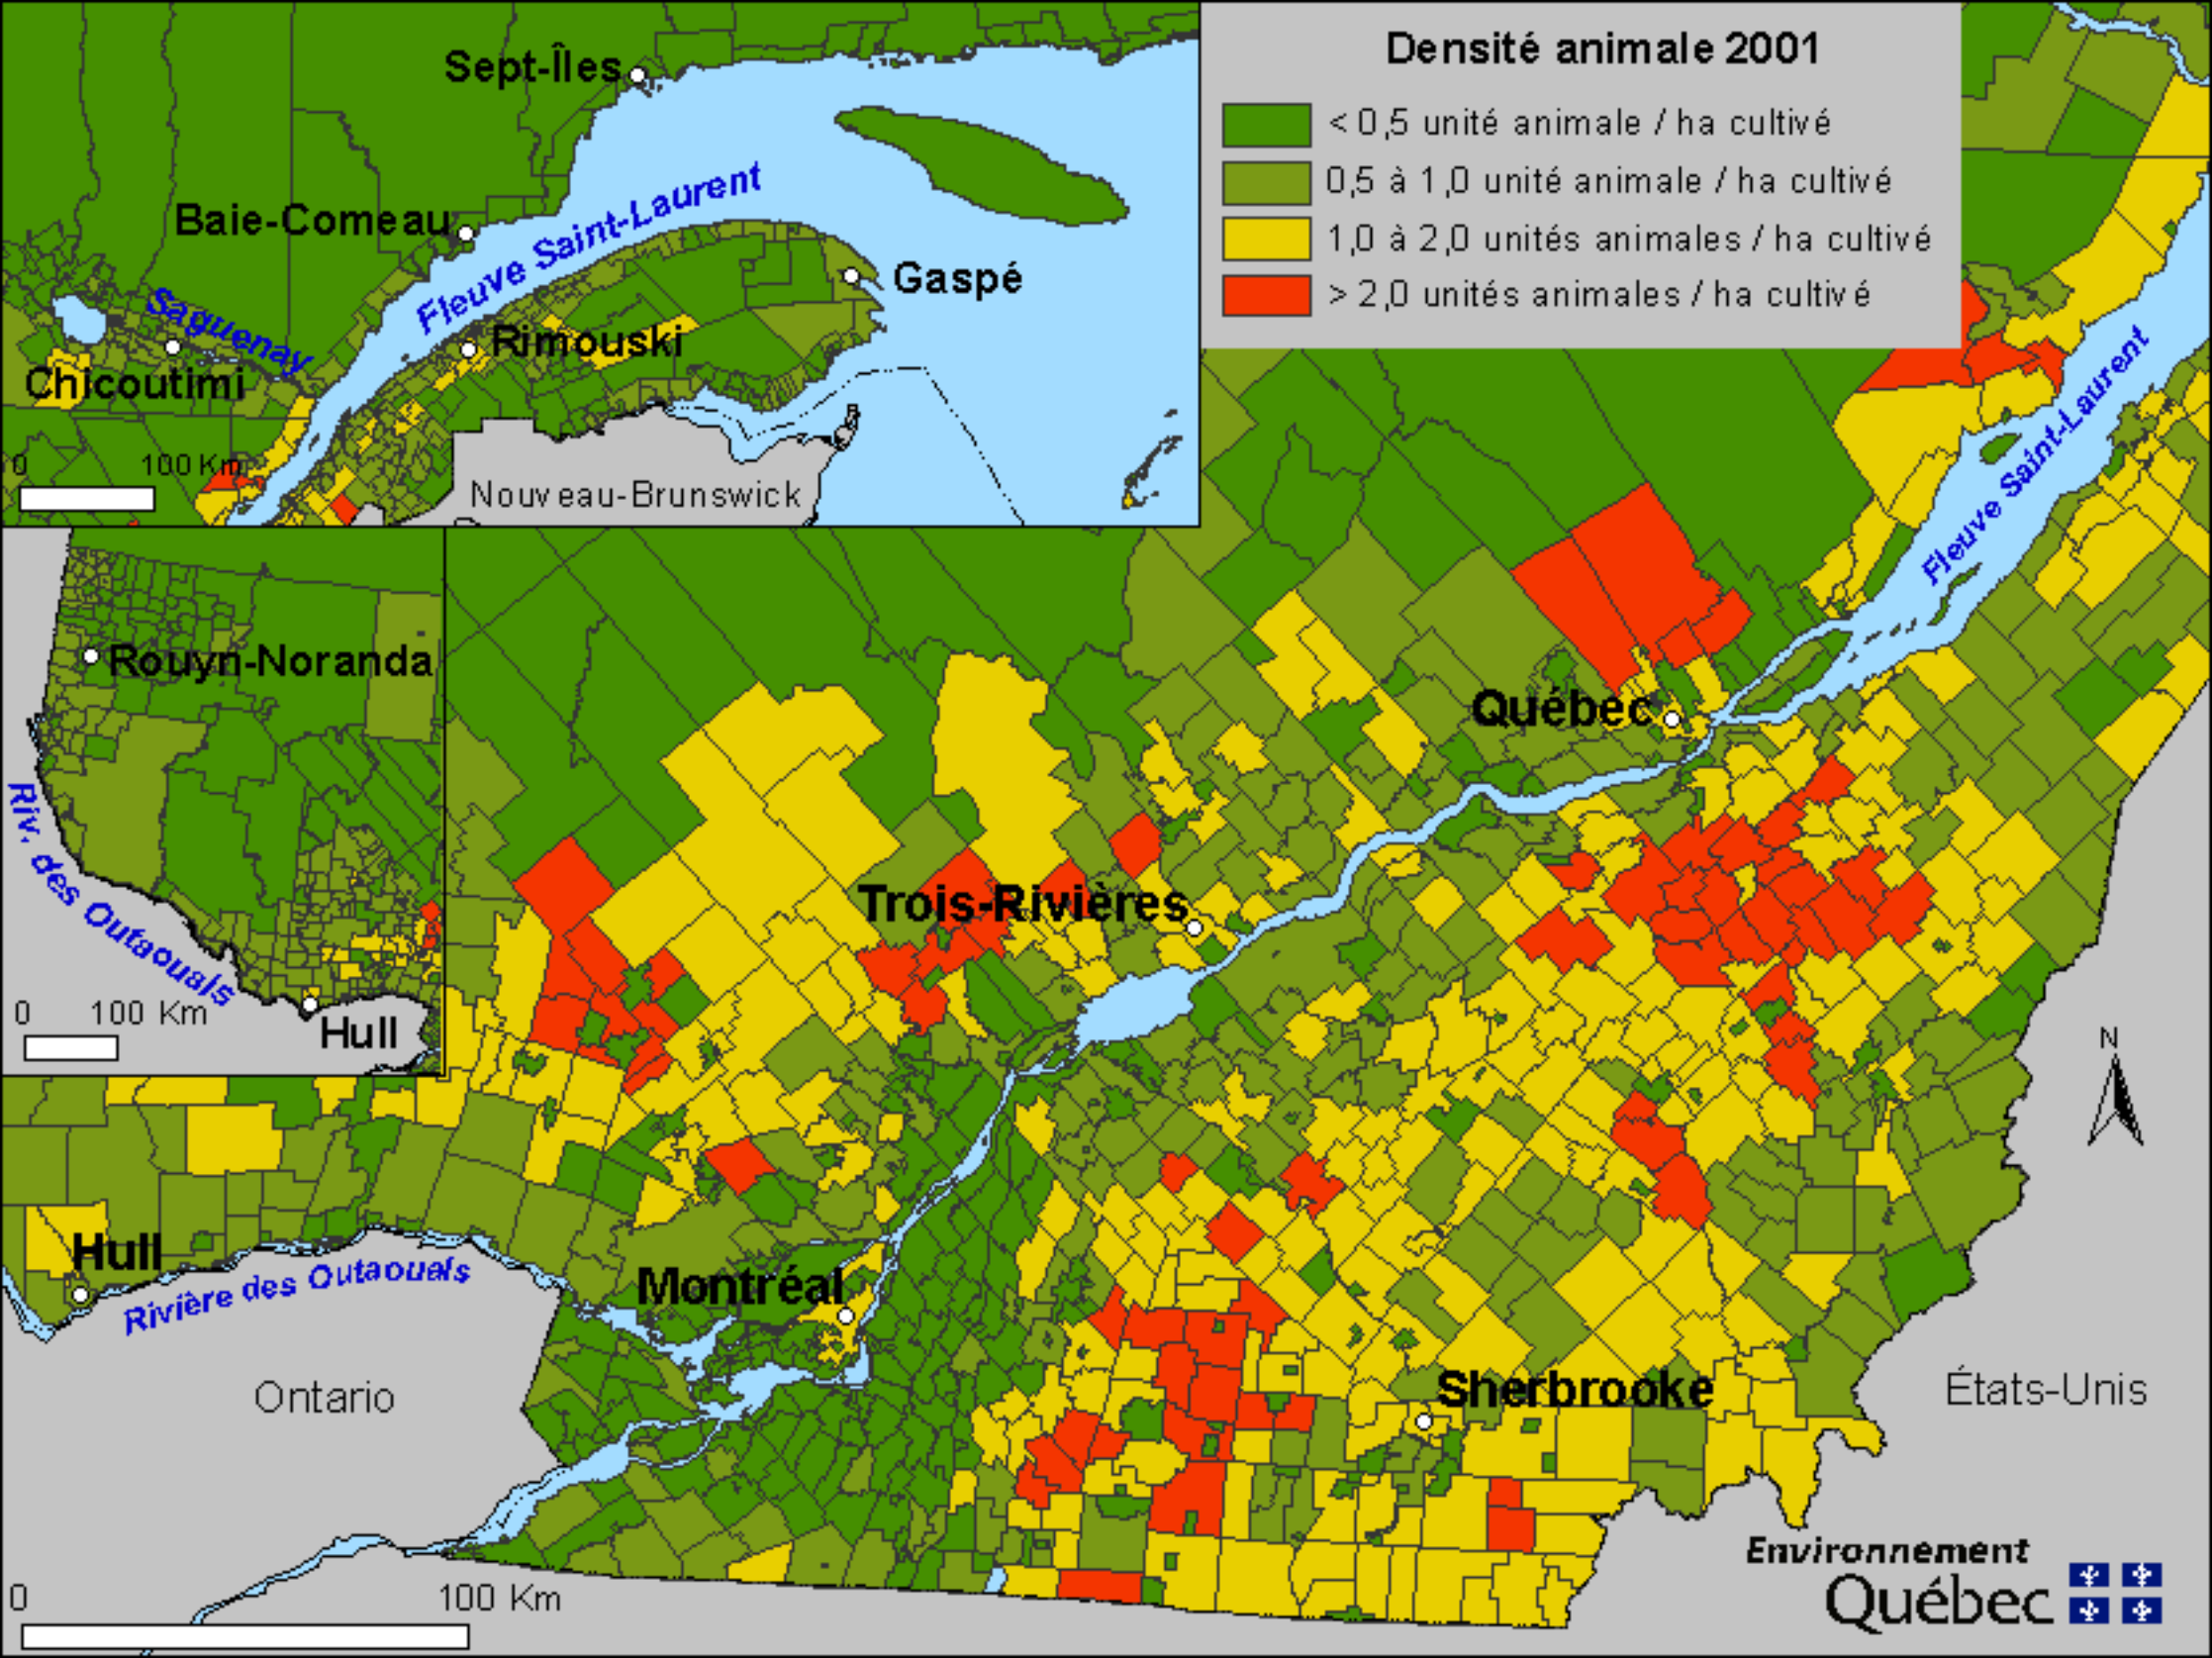 Densité animale 2001
< 0,5 unité animale / ha cultivé
0,5 à 1,0 unité animale / ha cultivé
1,0 à 2,0 unités animales / ha cultivé
> 2,0 unités animales / ha cultivé
Sept-Îles
Baie-Comeau
Fleuve Saint-Laurent
Gaspé
Saguenay
Rimouski
Chicoutimi
0 100 Km
Nouveau-Brunswick
Fleuve Saint-Laurent
Rouyn-Noranda
Québec
Riv. des Outaouais
Trois-Rivières
0 100 Km
Hull
N
Hull
Rivière des Outaouais
Montréal
Ontario
Sherbrooke
États-Unis
0 100 Km
Environnement
Québec